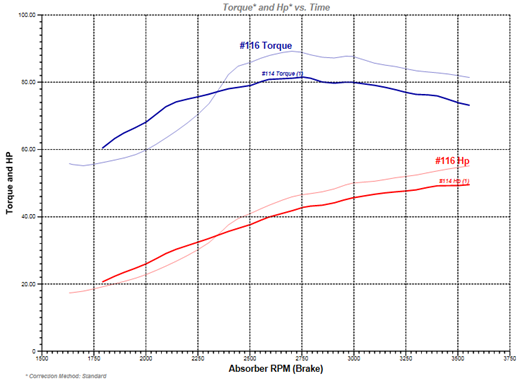 Torque* and Hp* vs. Time
100.00
80.00
60.00
40.00
20.00
0
Torque and HP
#116 Torque
#114 Torque (1)
#116 Hp
#114 Hp (1)
1500 1750 2000 2250 2500 2750 3000 3250 3500 3750
Absorber RPM (Brake)
* Correction Method: Standard